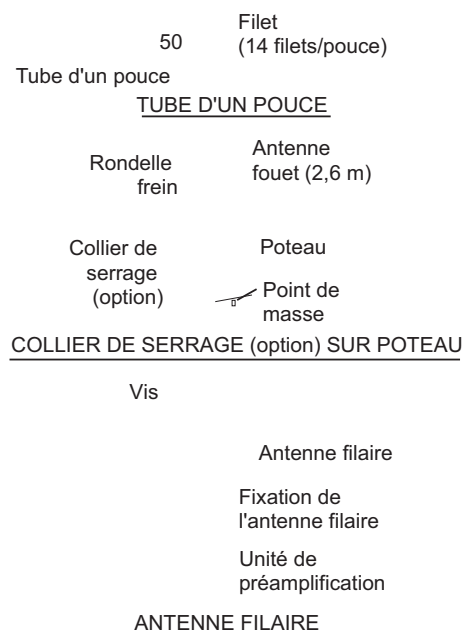 50
Filet
(14 filets/pouce)
Tube d'un pouce
TUBE D'UN POUCE
Rondelle
frein
Antenne
fouet (2,6 m)
Collier de
serrage
(option)
Poteau
Point de
masse
COLLIER DE SERRAGE (option) SUR POTEAU
Vis
Antenne filaire
Fixation de
l'antenne filaire
Unité de
préamplification
ANTENNE FILAIRE